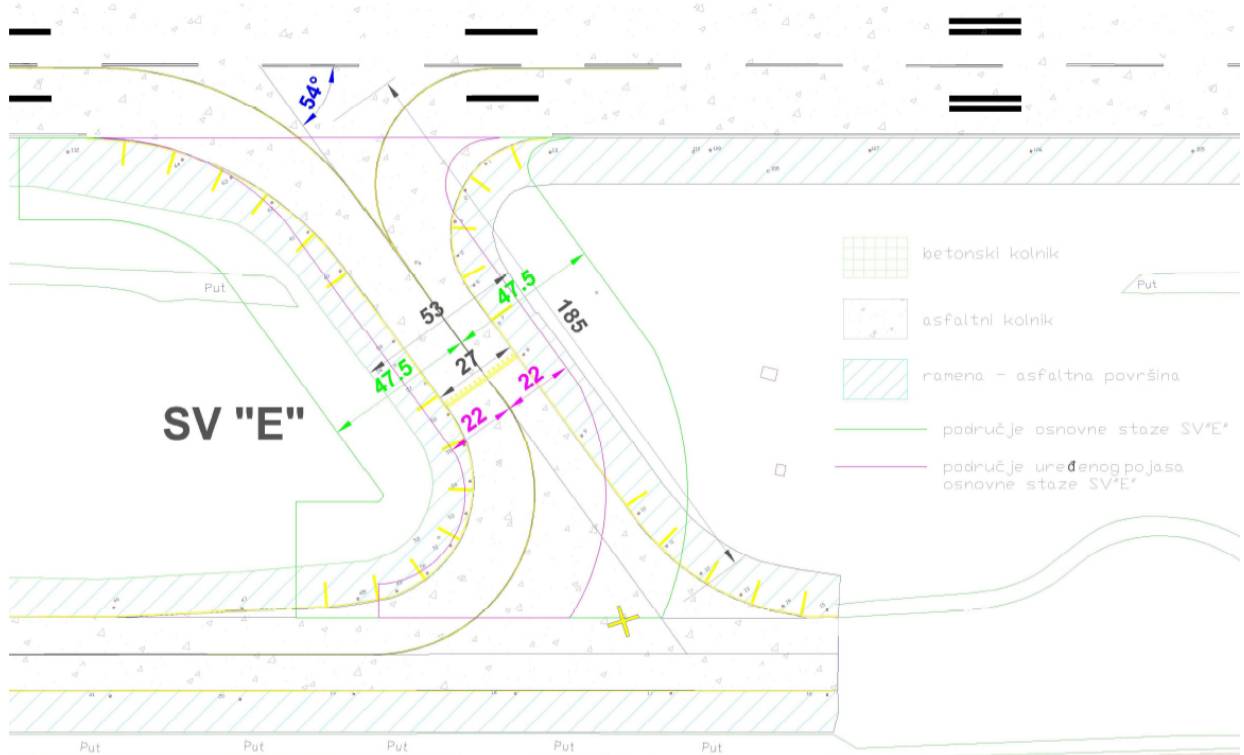 54°
Put
47.5
53
185
27
47.5
22
22
SV "E"
betonski kolnik
asfaltni kolnik
ramena - asfaltna površina
područje osnovne staze SV"E"
područje uređenog pojasa
osnovne staze SV"E"
Put
Put
Put
Put
Put
Put